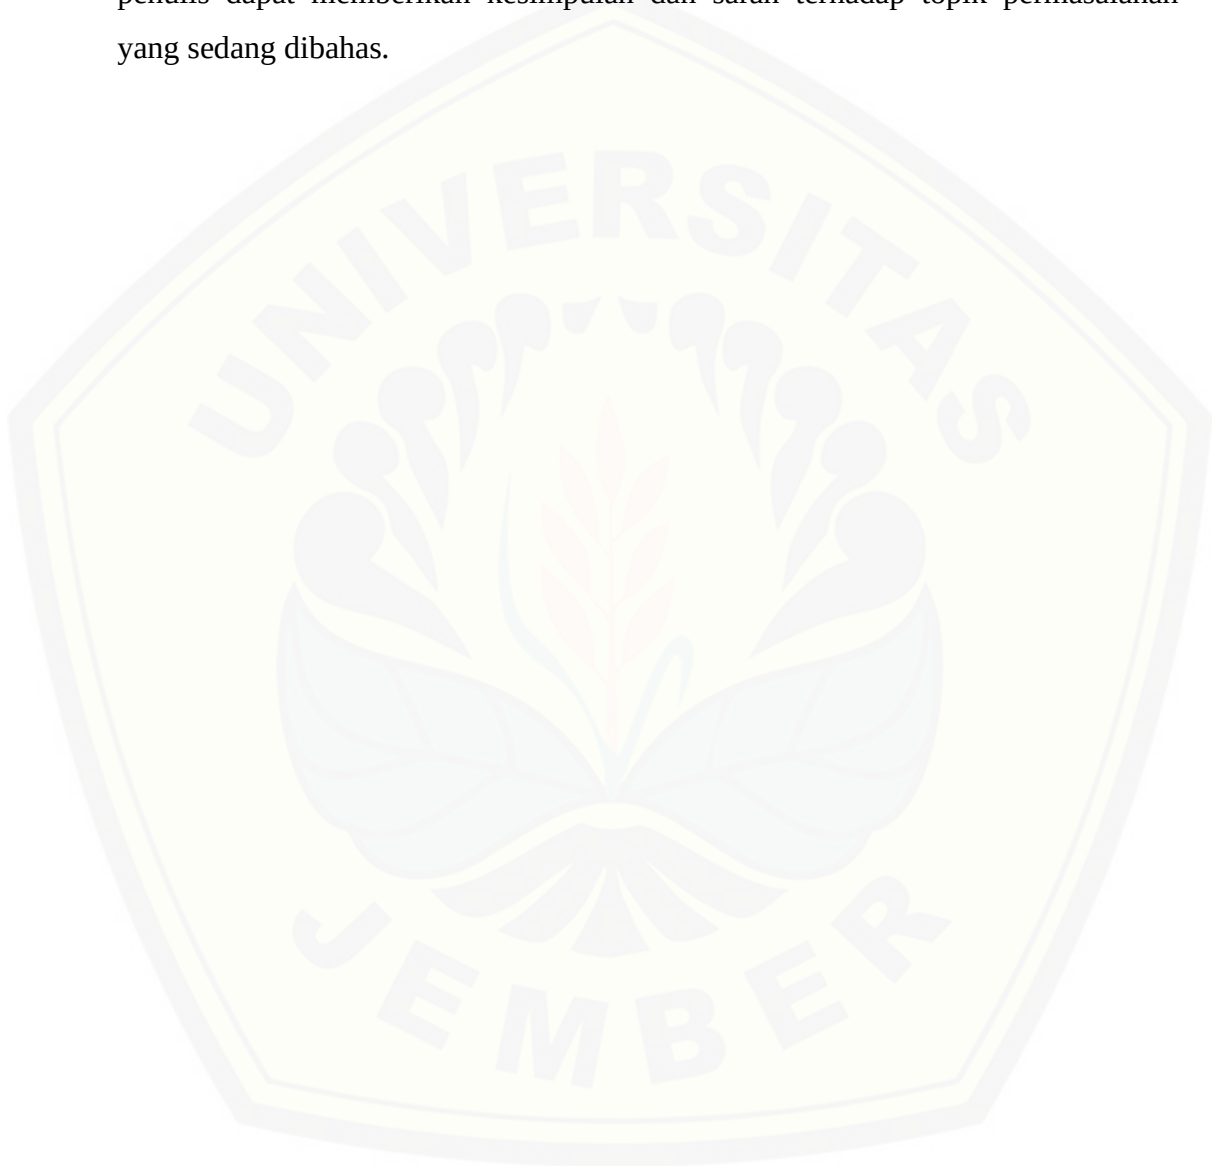 penulis dapat memberikan kesimpulan dan saran terhadap topik permasalahan
yang sedang dibahas.
UNIVERSITAS
JEMBER